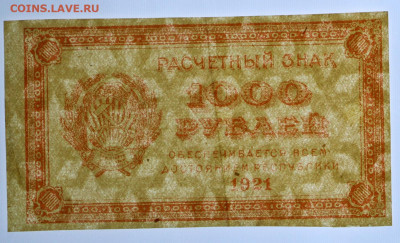 COINS.LAVE.RU
РАСЧЕТНЫЙ ЗНАК
1000
РУБЛЕЙ
ОБЕСПЕЧИВАЕТСЯ ВСЕМ
ДОСТОЯНИЕМ РЕСПУБЛИКИ
1921